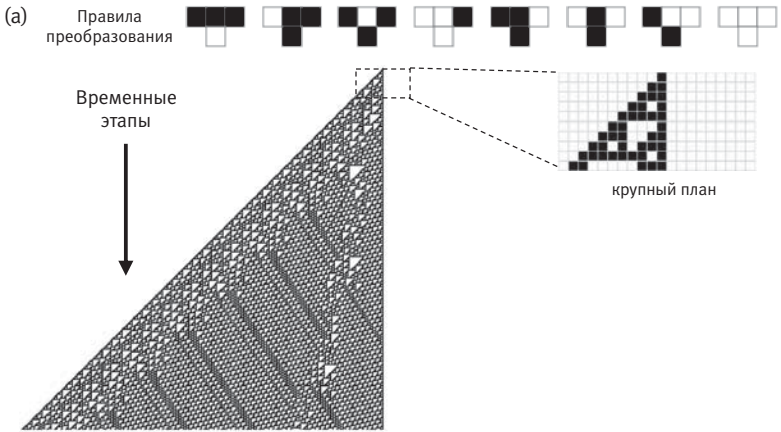 (a)
Правила
преобразования
Временные
этапы
крупный план